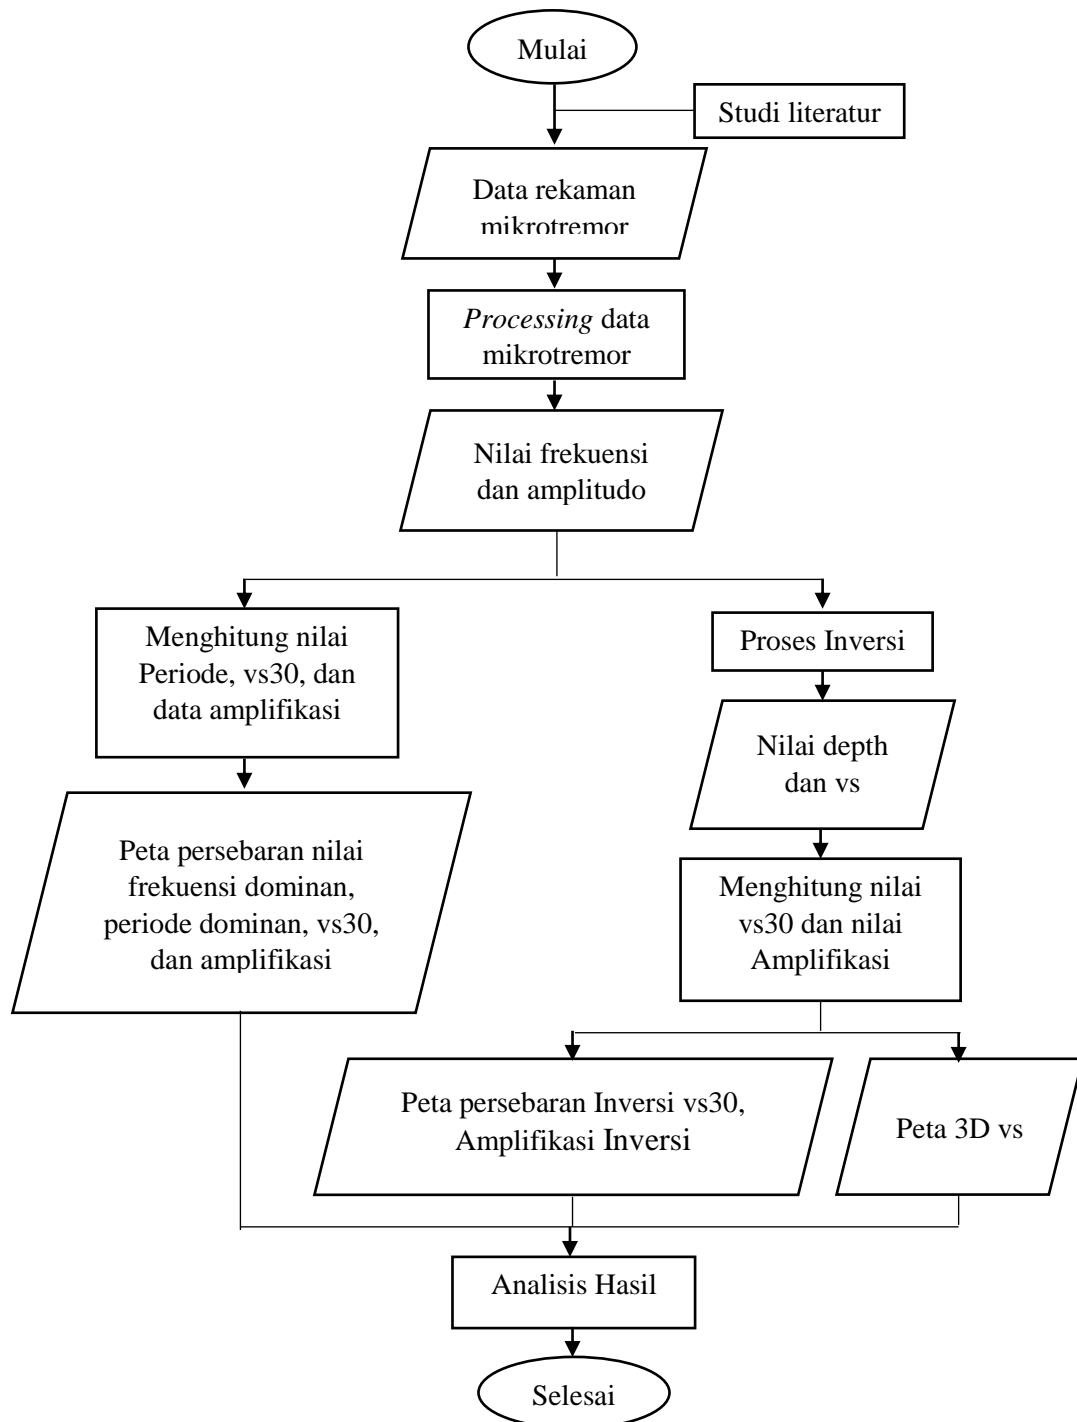 Mulai
Studi literatur
Data rekaman
mikrotremor
Processing data
mikrotremor
Nilai frekuensi
dan amplitudo
Menghitung nilai
Periode, vs30, dan
data amplifikasi
Proses Inversi
Nilai depth
dan vs
Peta persebaran nilai
frekuensi dominan,
periode dominan, vs30,
dan amplifikasi
Menghitung nilai
vs30 dan nilai
Amplifikasi
Peta persebaran Inversi vs30,
Amplifikasi Inversi
Peta 3D vs
Analisis Hasil
Selesai